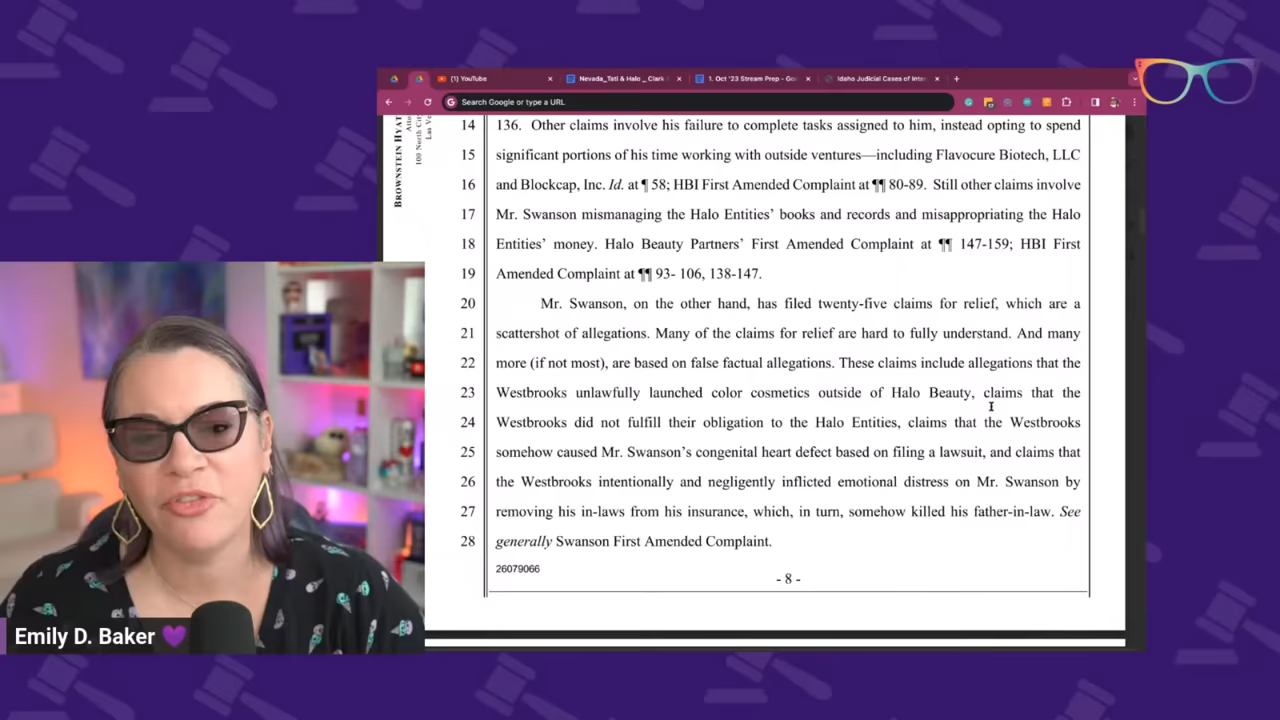 (1) YouTube
Nevada_Tati & Halo _ Clark
1. Oct '23 Stream Prep - Go
Idaho Judicial Cases of Inte
Search Google or type a URL
BROWNSTEIN HYAT
100 North City
Las Ve
14 136. Other claims involve his failure to complete tasks assigned to him, instead opting to spend
15 significant portions of his time working with outside ventures—including Flavocure Biotech, LLC
16 and Blockcap, Inc. Id. at ¶ 58; HBI First Amended Complaint at ¶¶ 80-89. Still other claims involve
17 Mr. Swanson mismanaging the Halo Entities' books and records and misappropriating the Halo
18 Entities' money. Halo Beauty Partners' First Amended Complaint at ¶¶ 147-159; HBI First
19 Amended Complaint at ¶¶ 93- 106, 138-147.
20 Mr. Swanson, on the other hand, has filed twenty-five claims for relief, which are a
21 scattershot of allegations. Many of the claims for relief are hard to fully understand. And many
22 more (if not most), are based on false factual allegations. These claims include allegations that the
23 Westbrooks unlawfully launched color cosmetics outside of Halo Beauty, claims that the
24 Westbrooks did not fulfill their obligation to the Halo Entities, claims that the Westbrooks
25 somehow caused Mr. Swanson's congenital heart defect based on filing a lawsuit, and claims that
26 the Westbrooks intentionally and negligently inflicted emotional distress on Mr. Swanson by
27 removing his in-laws from his insurance, which, in turn, somehow killed his father-in-law. See
28 generally Swanson First Amended Complaint.
26079066
- 8 -
Emily D. Baker 💜